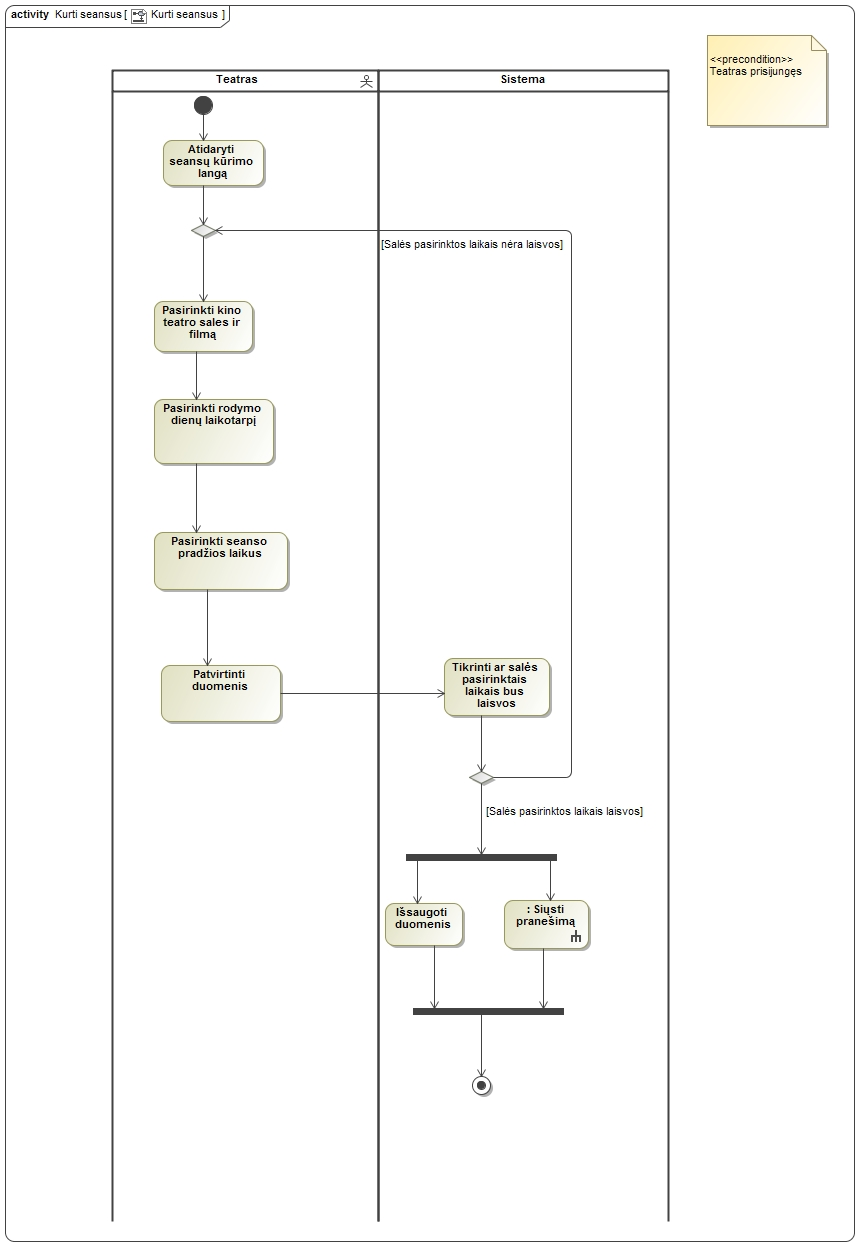 activity Kurti seansus [ Kurti seansus ]
<<precondition>>
Teatras prisijungęs
Teatras
Sistema
Atidaryti
seansų kūrimo
langą
[Salės pasirinktos laikais nėra laisvos]
Pasirinkti kino
teatro sales ir
filmą
Pasirinkti rodymo
dienų laikotarpį
Pasirinkti seanso
pradžios laikus
Patvirtinti
duomenis
Tikrinti ar salės
pasirinktais
laikais bus
laisvos
[Salės pasirinktos laikais laisvos]
Išsaugoti
duomenis
: Siųsti
pranešimą